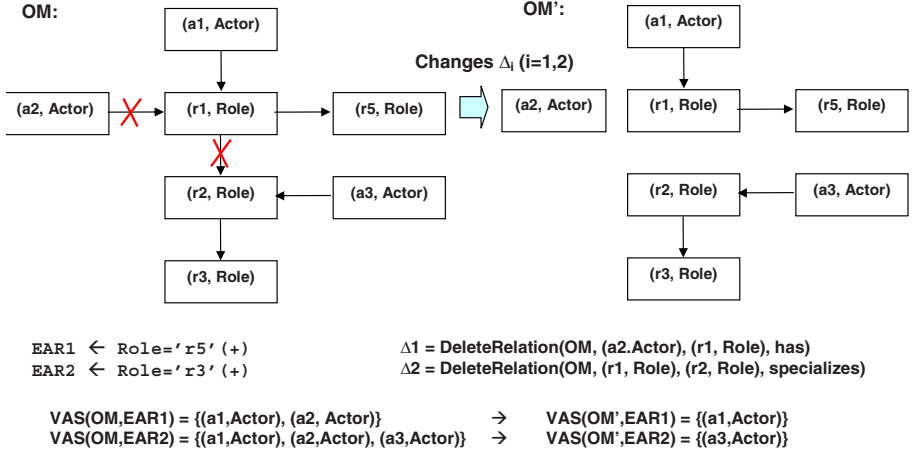 OM:
OM’:
(a1, Actor)
(a1, Actor)
Changes Δi (i=1,2)
(a2, Actor)
(r1, Role)
(r5, Role)
(a2, Actor)
(r1, Role)
(r5, Role)
(r2, Role)
(a3, Actor)
(r2, Role)
(a3, Actor)
(r3, Role)
(r3, Role)
EAR1 ← Role='r5'(+)
EAR2 ← Role='r3'(+)
Δ1 = DeleteRelation(OM, (a2.Actor), (r1, Role), has)
Δ2 = DeleteRelation(OM, (r1, Role), (r2, Role), specializes)
VAS(OM,EAR1) = {(a1,Actor), (a2, Actor)} → VAS(OM’,EAR1) = {(a1,Actor)}
VAS(OM,EAR2) = {(a1,Actor), (a2,Actor), (a3,Actor)} → VAS(OM’,EAR2) = {(a3,Actor)}